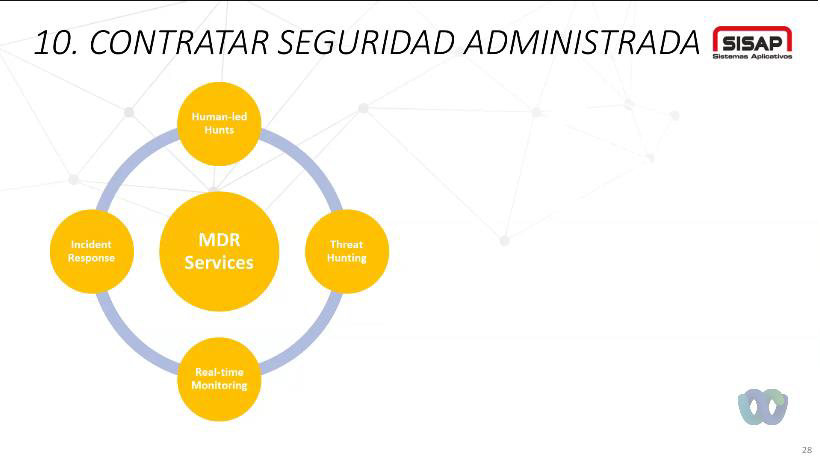 10. CONTRATAR SEGURIDAD ADMINISTRADA
SISAP
Sistemas Aplicativos
Human-led
Hunts
Incident
Response
MDR
Services
Threat
Hunting
Real-time
Monitoring
28